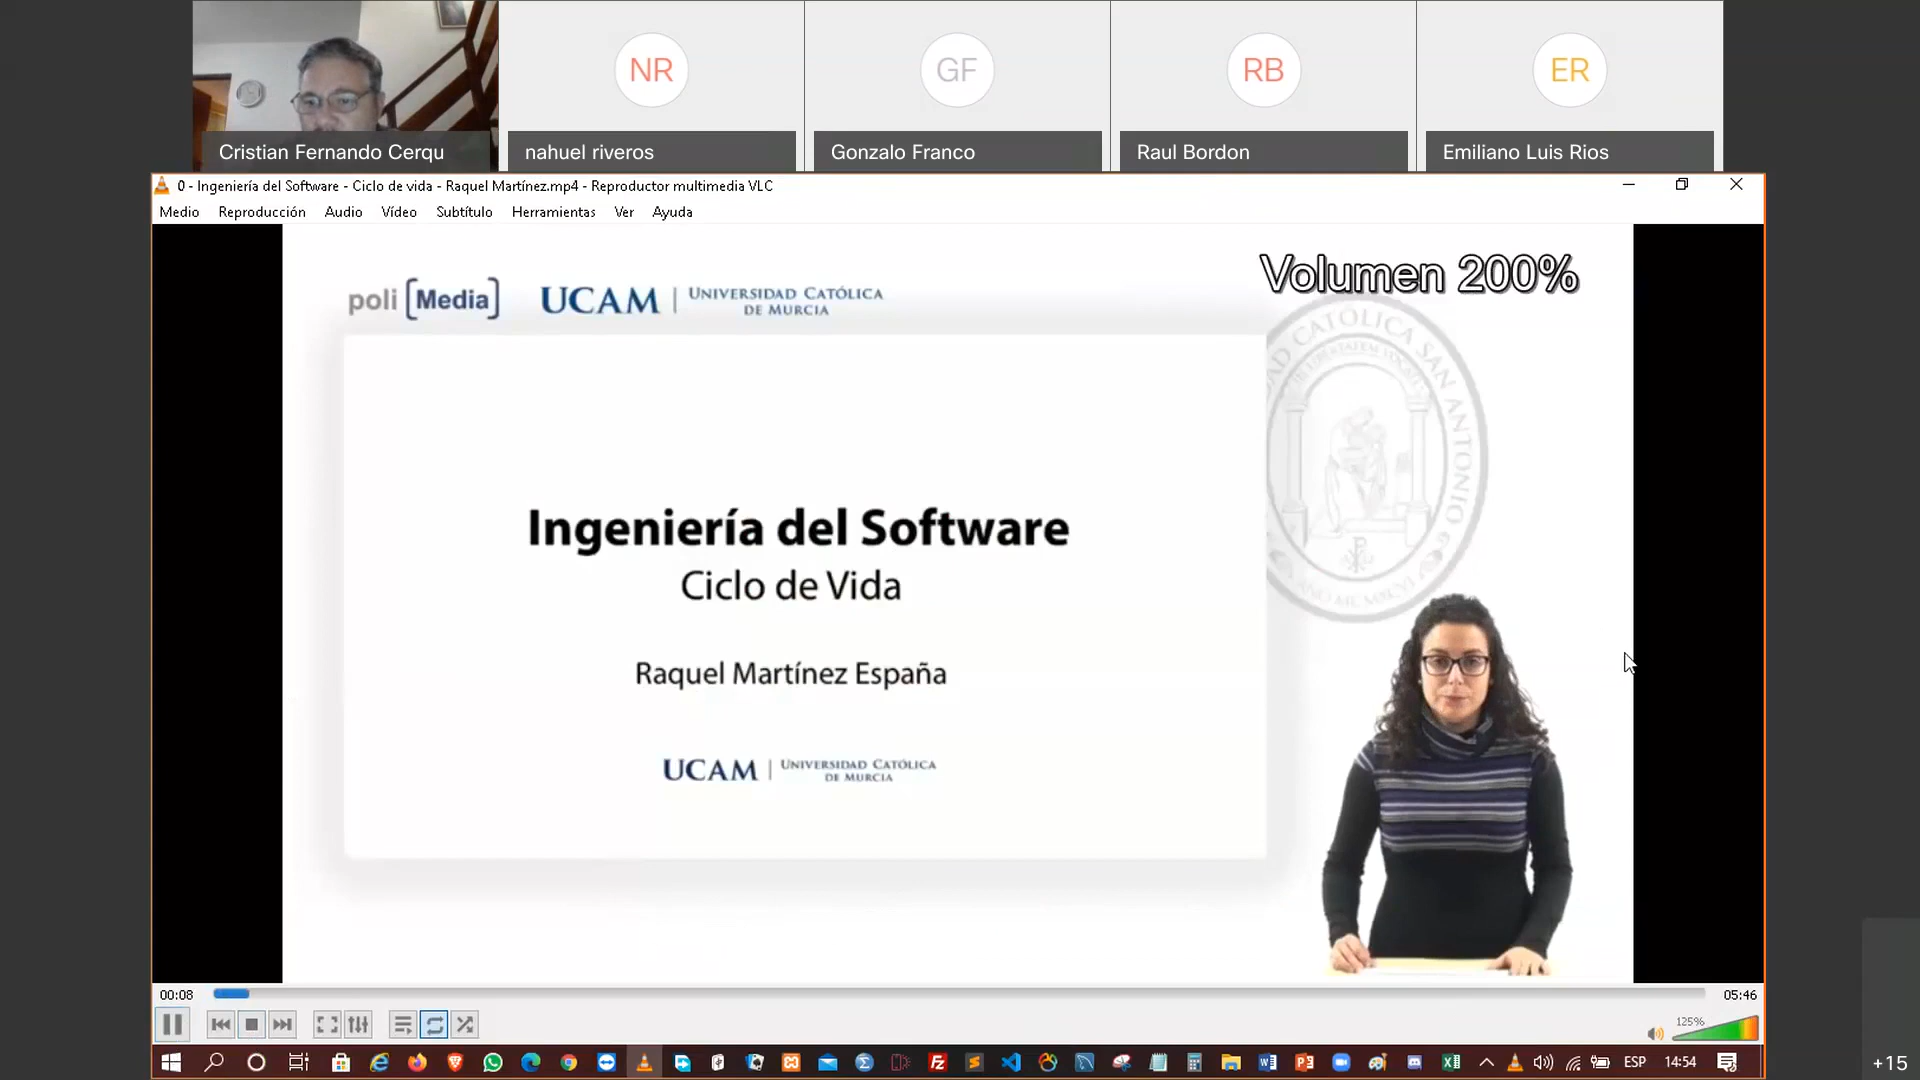 NR
GF
RB
ER
Cristian Fernando Cerqu
nahuel riveros
Gonzalo Franco
Raul Bordon
Emiliano Luis Rios
0 - Ingeniería del Software - Ciclo de vida - Raquel Martínez.mp4 - Reproductor multimedia VLC
Medio Reproducción Audio Vídeo Subtítulo Herramientas Ver Ayuda
Volumen 200%
poli [Media]
UCAM | UNIVERSIDAD CATÓLICA
DE MURCIA
CATÓLICA SAN ANTONIO
Ingeniería del Software
Ciclo de Vida
Raquel Martínez España
UCAM | UNIVERSIDAD CATÓLICA
DE MURCIA
00:08
05:46
125%
ESP
14:54
+15